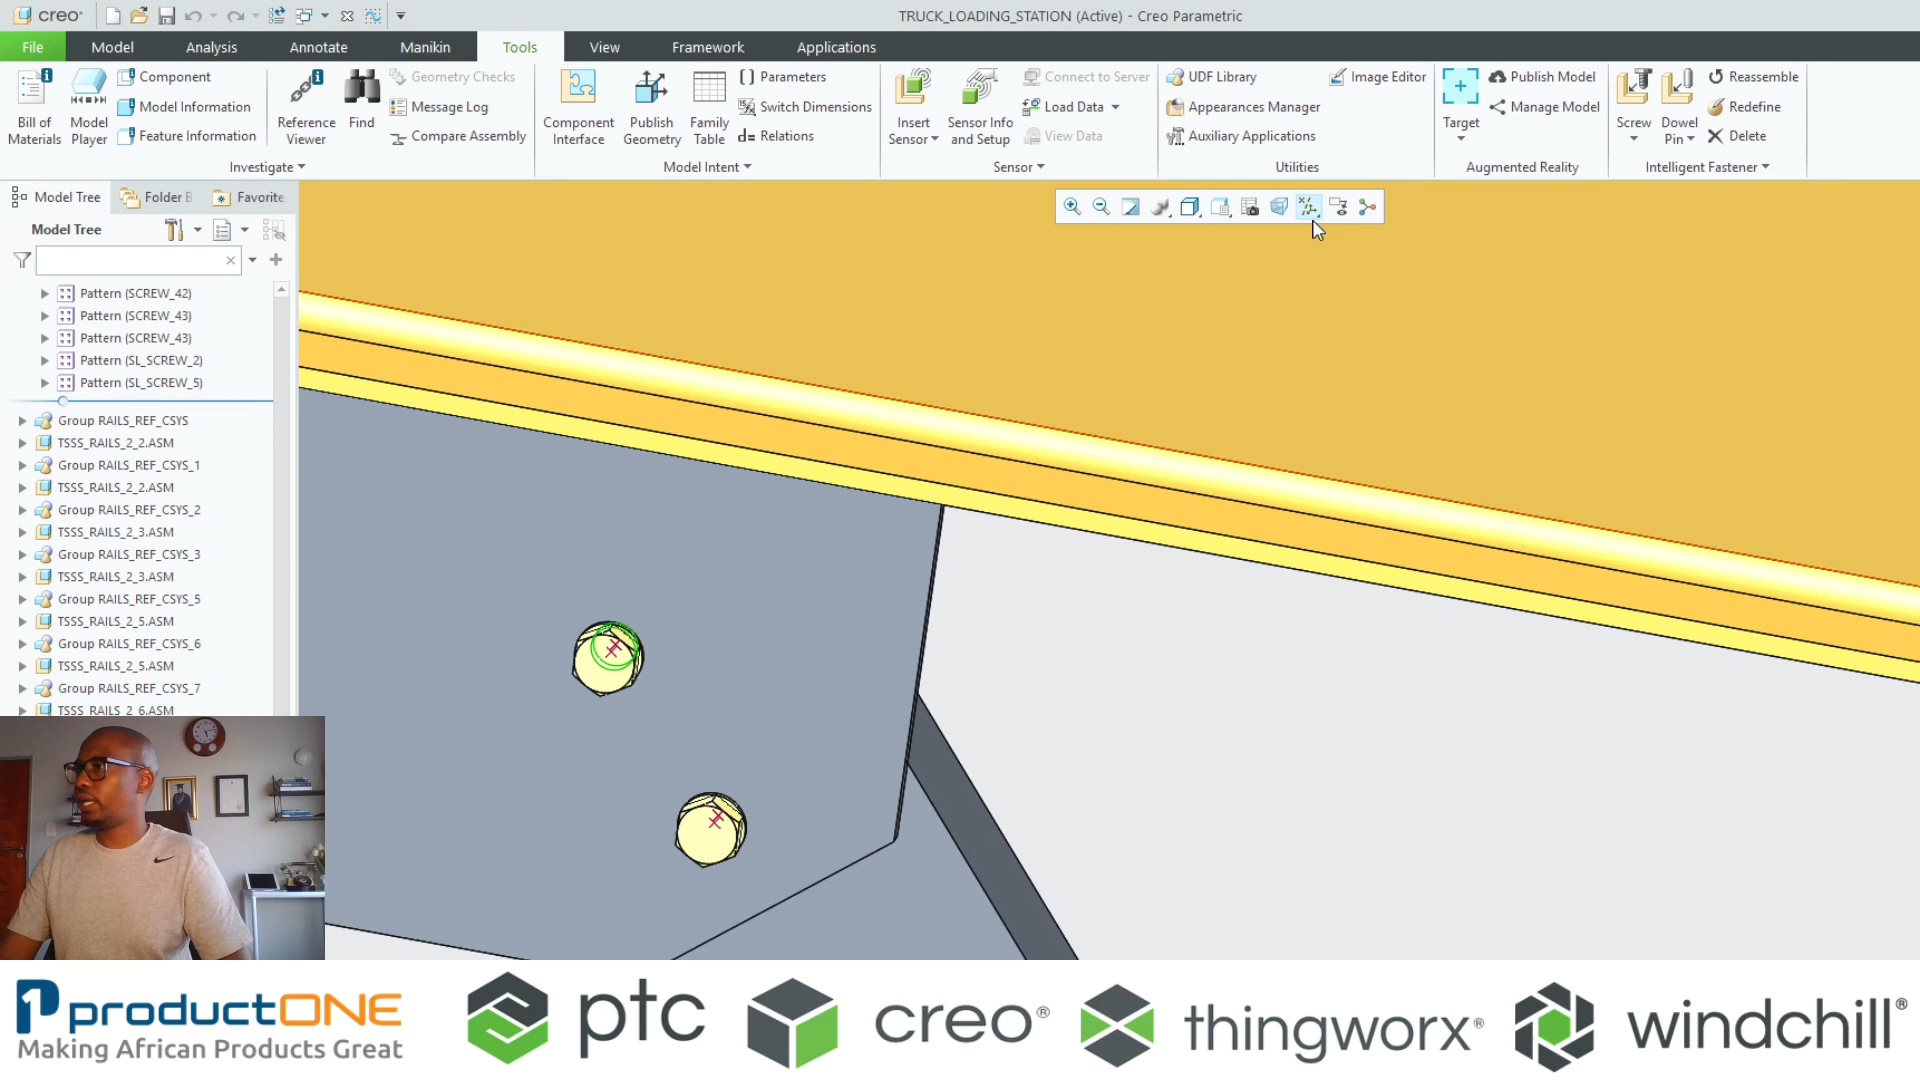 creo
TRUCK_LOADING_STATION (Active) - Creo Parametric
File
Model
Analysis
Annotate
Manikin
Tools
View
Framework
Applications
Bill of
Materials
Model
Player
Component
Model Information
Feature Information
Reference
Viewer
Find
Geometry Checks
Message Log
Compare Assembly
Investigate
Component
Interface
Publish
Geometry
Family
Table
Parameters
Switch Dimensions
d= Relations
Model Intent
Insert
Sensor
Sensor Info
and Setup
Connect to Server
Load Data
View Data
Sensor
UDF Library
Appearances Manager
Auxiliary Applications
Image Editor
Utilities
Target
Publish Model
Manage Model
Augmented Reality
Screw
Dowel
Pin
Reassemble
Redefine
Delete
Intelligent Fastener
Model Tree
Folder B
Favorite
Model Tree
Pattern (SCREW_42)
Pattern (SCREW_43)
Pattern (SCREW_43)
Pattern (SL_SCREW_2)
Pattern (SL_SCREW_5)
Group RAILS_REF_CSYS
TSSS_RAILS_2_2.ASM
Group RAILS_REF_CSYS_1
TSSS_RAILS_2_2.ASM
Group RAILS_REF_CSYS_2
TSSS_RAILS_2_3.ASM
Group RAILS_REF_CSYS_3
TSSS_RAILS_2_3.ASM
Group RAILS_REF_CSYS_5
TSSS_RAILS_2_5.ASM
Group RAILS_REF_CSYS_6
TSSS_RAILS_2_5.ASM
Group RAILS_REF_CSYS_7
TSSS_RAILS_2_6.ASM
productONE
Making African Products Great
ptc
creo®
thingworx®
windchill®